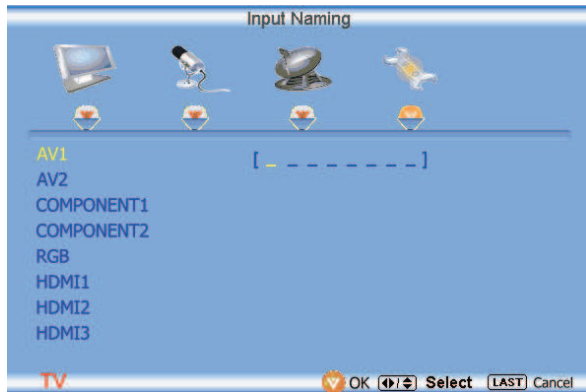 Input Naming
AV1 [ _ _ _ _ _ _ _ _ ]
AV2
COMPONENT1
COMPONENT2
RGB
HDMI1
HDMI2
HDMI3
TV OK / Select LAST Cancel